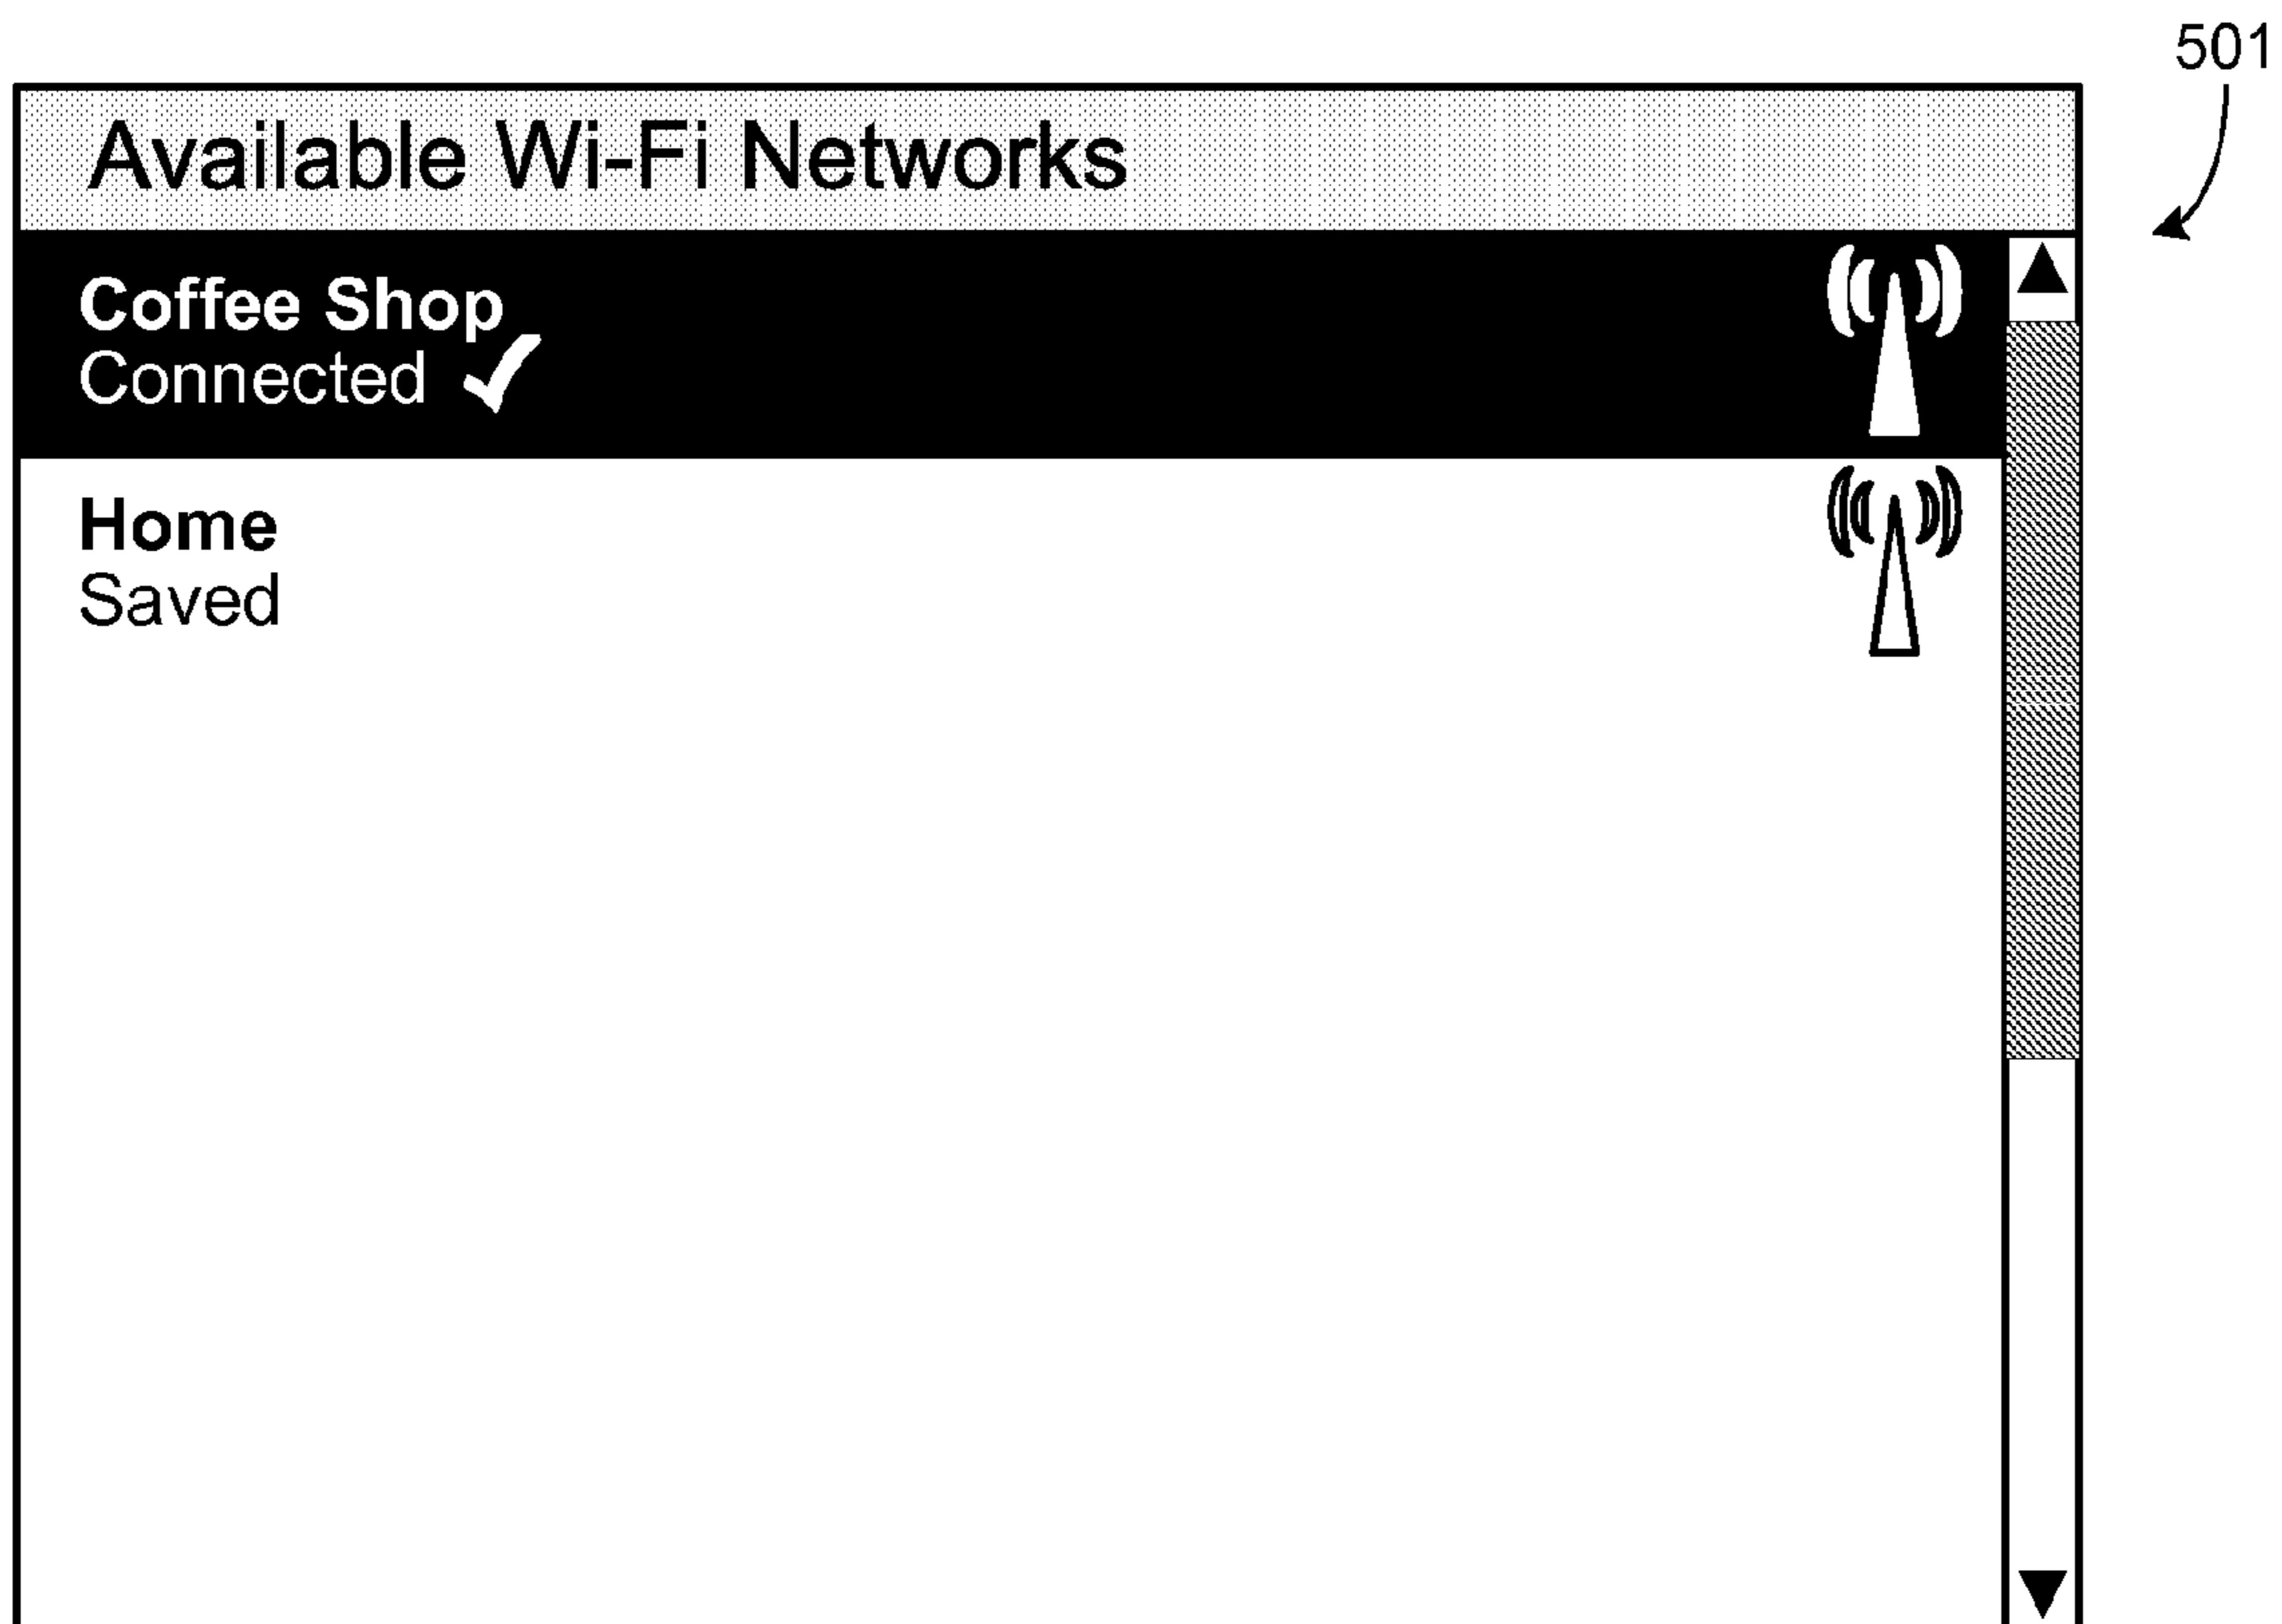 501
Available Wi-Fi Networks
Coffee Shop
Connected
Home
Saved